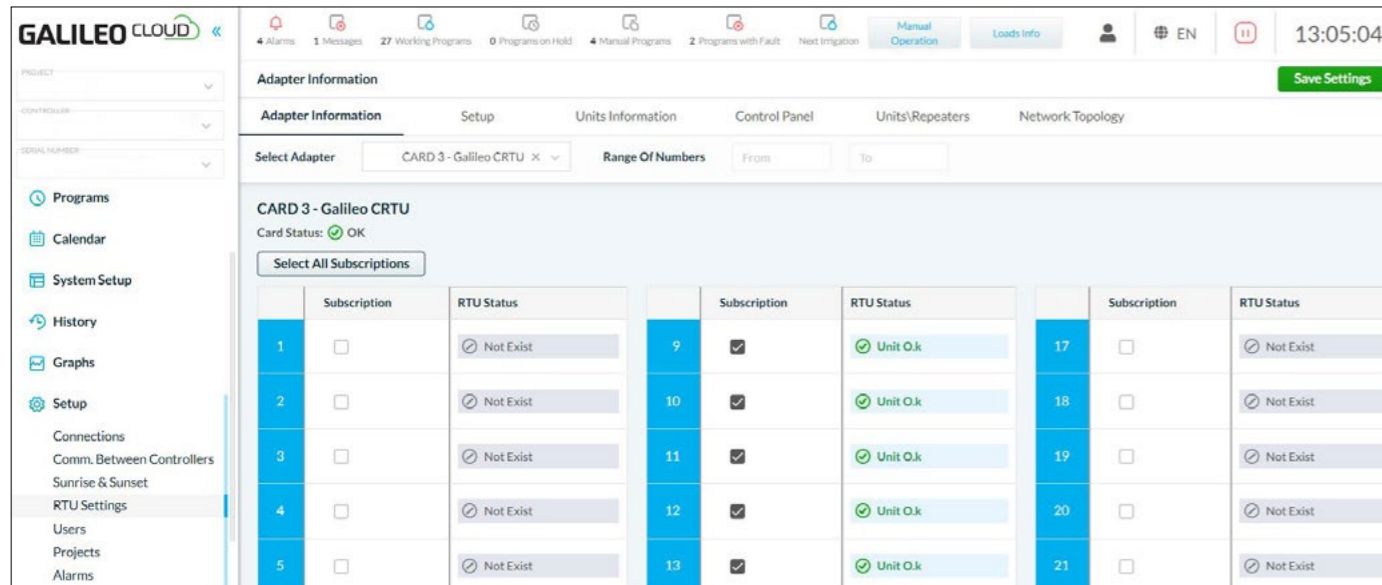 GALILEO CLOUD «
4 Alarms 1 Messages 27 Working Programs 0 Programs on Hold 4 Manual Programs 2 Programs with Fault Next Irrigation Manual Operation Loads Info EN 13:05:04
PROJECT
CONTROLLER
SERIAL NUMBER
Programs
Calendar
System Setup
History
Graphs
Setup
Connections
Comm. Between Controllers
Sunrise & Sunset
RTU Settings
Users
Projects
Alarms
Adapter Information Save Settings
Adapter Information Setup Units Information Control Panel Units\Repeaters Network Topology
Select Adapter CARD 3 - Galileo CRTU Range Of Numbers From To
CARD 3 - Galileo CRTU
Card Status: OK
Select All Subscriptions
Subscription RTU Status Subscription RTU Status Subscription RTU Status
1 Not Exist 9 Unit O.k 17 Not Exist
2 Not Exist 10 Unit O.k 18 Not Exist
3 Not Exist 11 Unit O.k 19 Not Exist
4 Not Exist 12 Unit O.k 20 Not Exist
5 Not Exist 13 Unit O.k 21 Not Exist